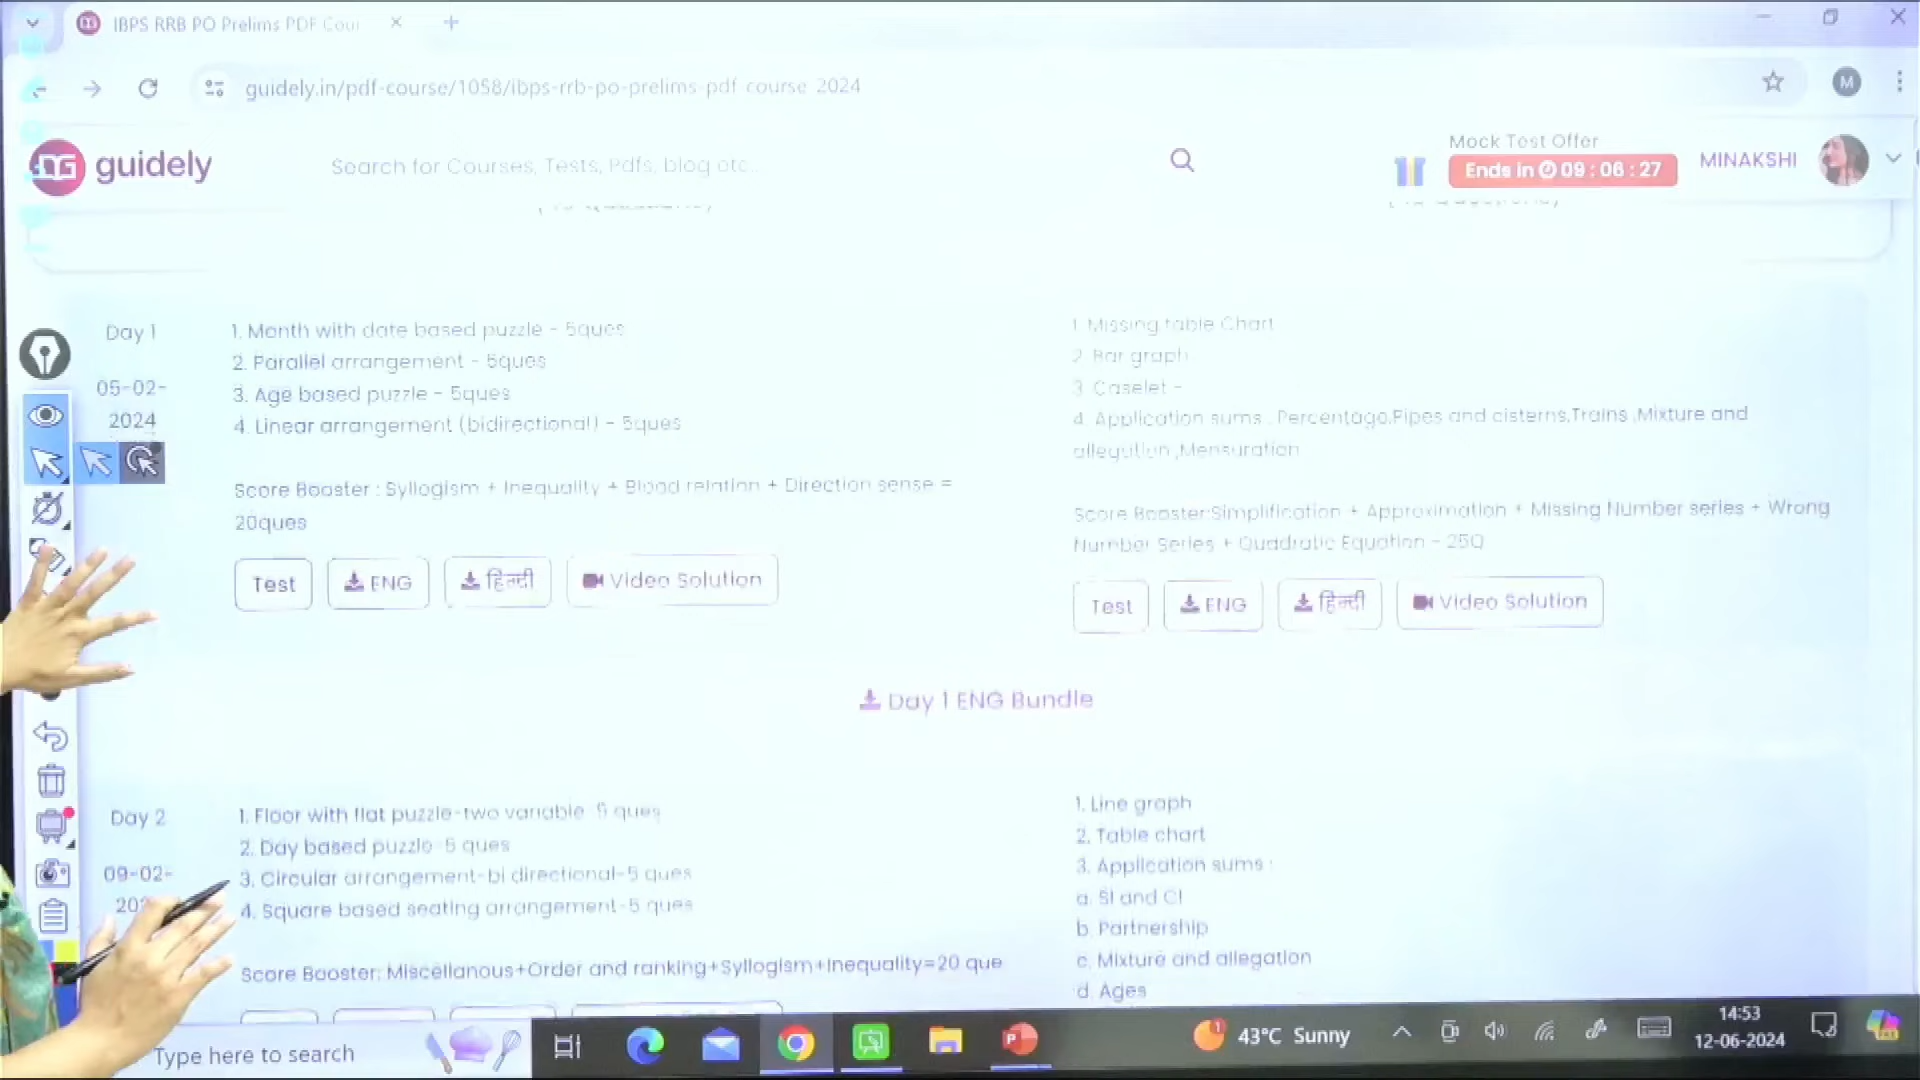 IBPS RRB PO Prelims PDF Cour
guidely.in/pdf-course/1058/ibps-rrb-po-prelims-pdf-course-2024
M
guidely
Search for Courses, Tests, Pdfs, blog etc...
Mock Test Offer
Ends in 09 : 06 : 27
MINAKSHI
Day 1
05-02-
2024
1. Month with date based puzzle - 5ques
2. Parallel arrangement - 5ques
3. Age based puzzle - 5ques
4. Linear arrangement (bidirectional) - 5ques
Score Booster : Syllogism + Inequality + Blood relation + Direction sense =
20ques
Test
ENG
हिन्दी
Video Solution
1. Missing table Chart
2. Bar graph
3. Caselet -
4. Application sums : Percentage,Pipes and cisterns,Trains ,Mixture and
allegation ,Mensuration
Score Booster:Simplification + Approximation + Missing Number series + Wrong
Number Series + Quadratic Equation - 25Q
Test
ENG
हिन्दी
Video Solution
Day 1 ENG Bundle
Day 2
09-02-
1. Floor with flat puzzle-two variable-5 ques
2. Day based puzzle-5 ques
3. Circular arrangement-bi directional-5 ques
4. Square based seating arrangement-5 ques
Score Booster: Miscellanous+Order and ranking+Syllogism+Inequality=20 que
1. Line graph
2. Table chart
3. Application sums :
a. SI and CI
b. Partnership
c. Mixture and allegation
d. Ages
Type here to search
43°C Sunny
14:53
12-06-2024